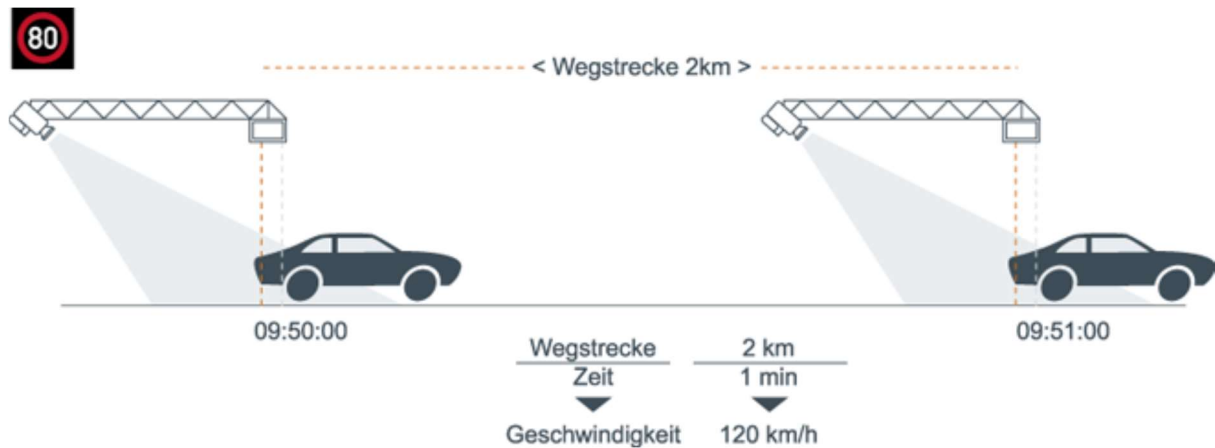 80
< Wegstrecke 2km >
09:50:00
09:51:00
Wegstrecke 2 km
Zeit 1 min
Geschwindigkeit 120 km/h